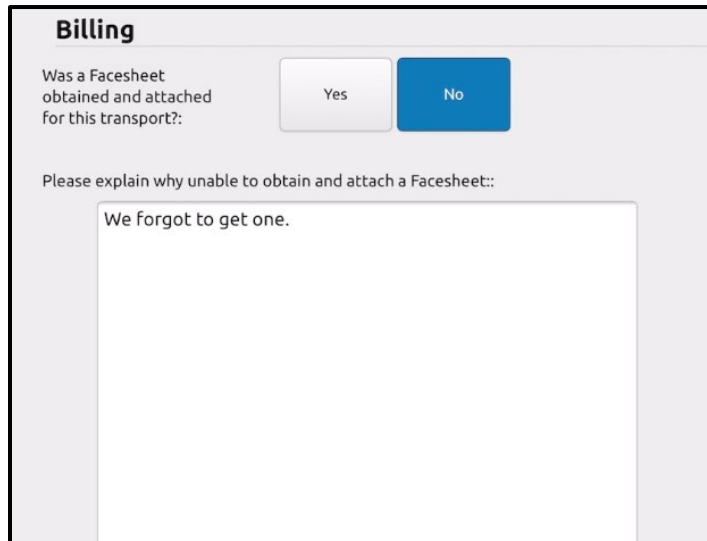 Billing
Was a Facesheet
obtained and attached
for this transport?:
Yes
No
Please explain why unable to obtain and attach a Facesheet::
We forgot to get one.